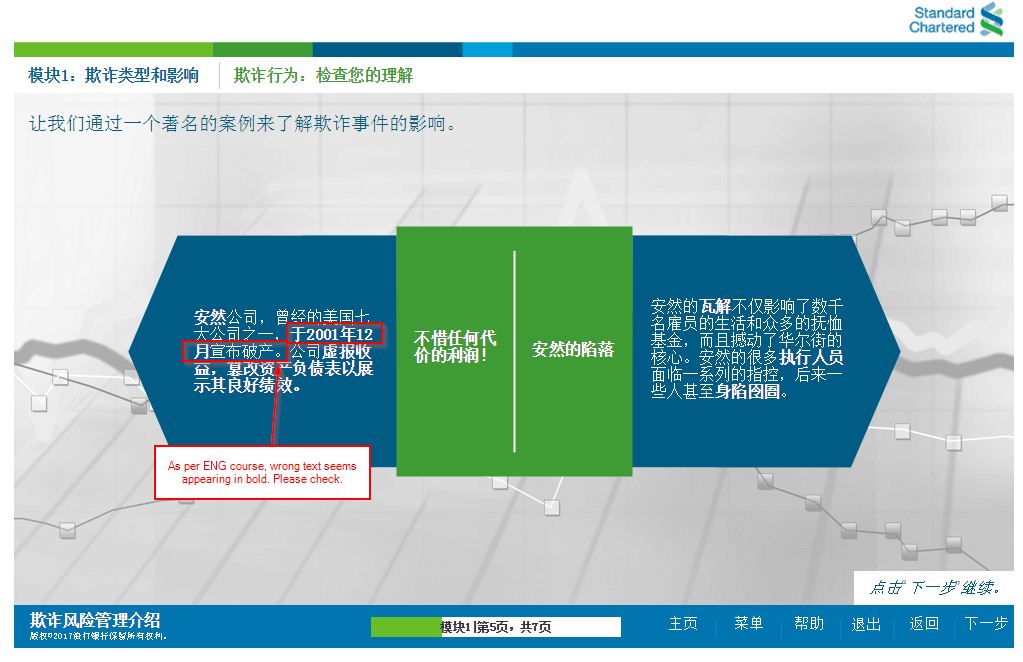 Standard
Chartered
模块1：欺诈类型和影响
欺诈行为：检查您的理解
让我们通过一个著名的案例来了解欺诈事件的影响。
安然公司，曾经的美国七
大公司之一，于2001年12
月宣布破产。公司虚报收
益，篡改资产负债表以展
示其良好绩效。
不惜任何代
价的利润！
安然的陷落
安然的瓦解不仅影响了数千
名雇员的生活和众多的抚恤
基金，而且撼动了华尔街的
核心。安然的很多执行人员
面临一系列的指控，后来一
些人甚至身陷囹圄。
As per ENG course, wrong text seems
appearing in bold. Please check.
点击“下一步”继续。
欺诈风险管理介绍
版权©2017渣打银行保留所有权利。
模块1|第5页，共7页
主页
菜单
帮助
退出
返回
下一步